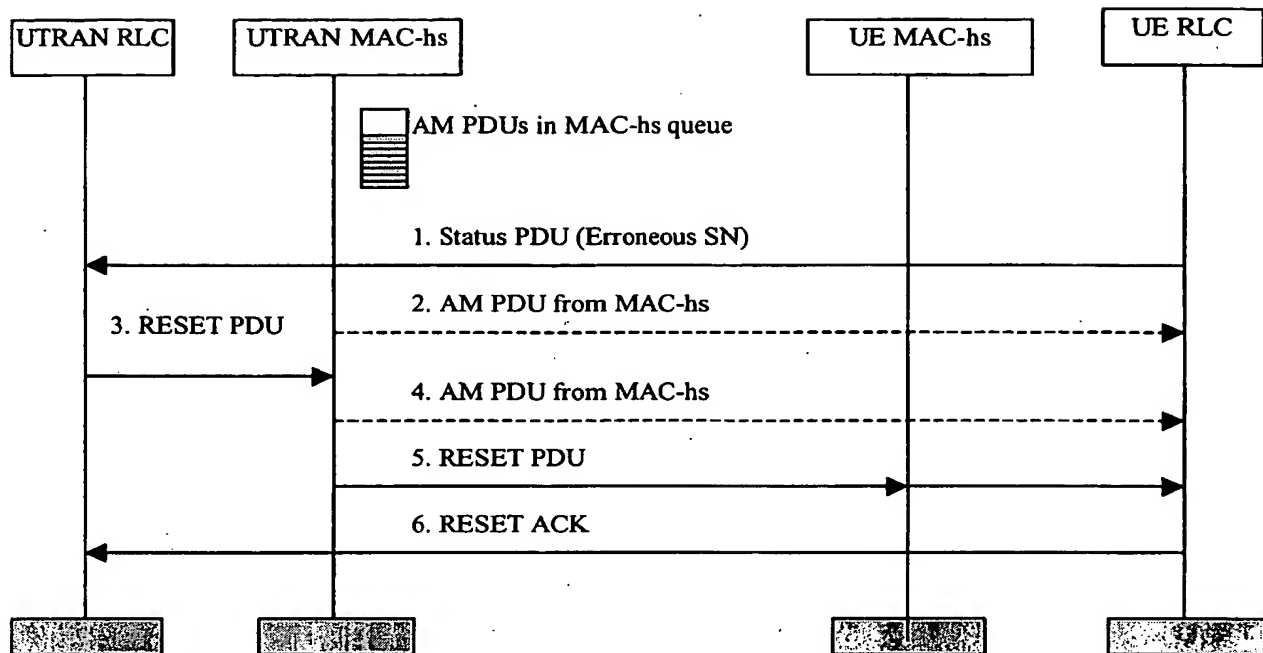 UTRAN RLC
UTRAN MAC-hs
UE MAC-hs
UE RLC
AM PDUs in MAC-hs queue
1. Status PDU (Erroneous SN)
2. AM PDU from MAC-hs
3. RESET PDU
4. AM PDU from MAC-hs
5. RESET PDU
6. RESET ACK